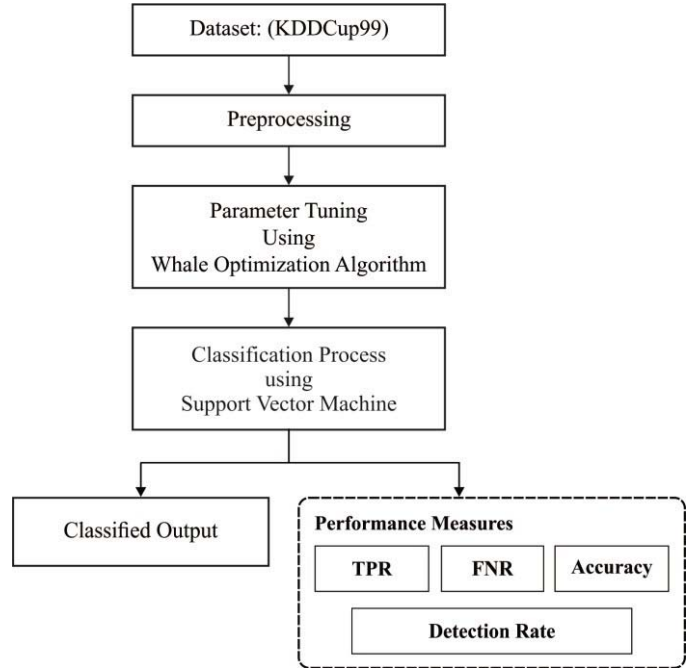 Dataset: (KDDCup99)
Preprocessing
Parameter Tuning
Using
Whale Optimization Algorithm
Classification Process
using
Support Vector Machine
Classified Output
Performance Measures
TPR
FNR
Accuracy
Detection Rate